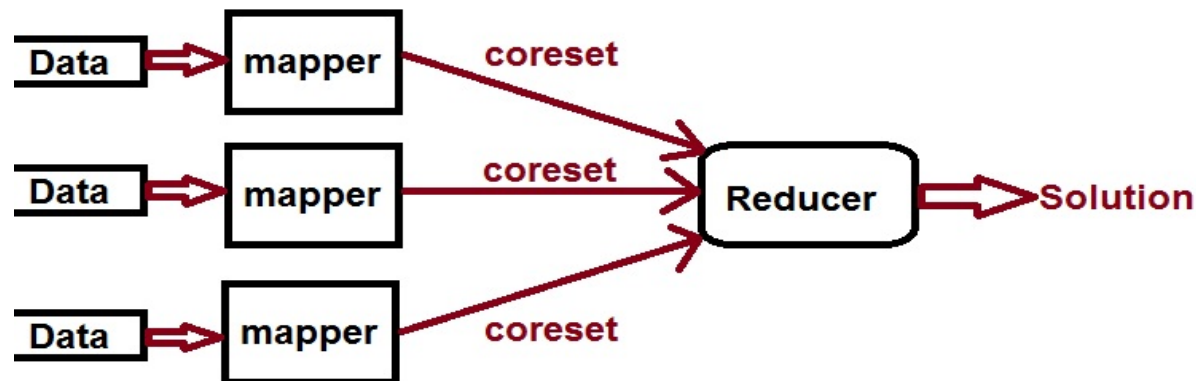 Data
mapper
coreset
Data
mapper
coreset
Reducer
Solution
Data
mapper
coreset